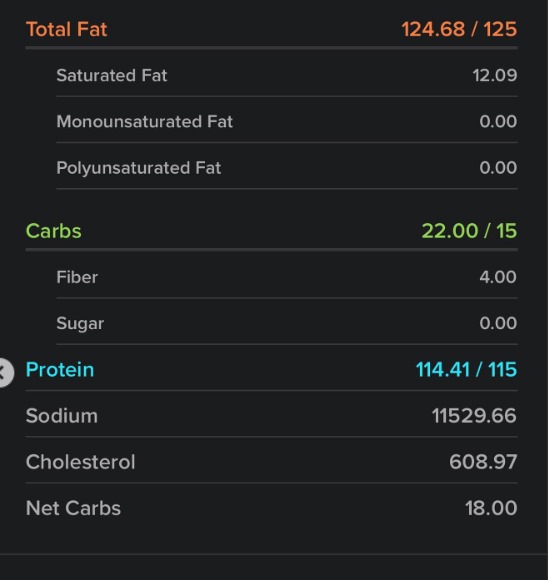 Total Fat 124.68 / 125
Saturated Fat 12.09
Monounsaturated Fat 0.00
Polyunsaturated Fat 0.00
Carbs 22.00 / 15
Fiber 4.00
Sugar 0.00
Protein 114.41 / 115
Sodium 11529.66
Cholesterol 608.97
Net Carbs 18.00